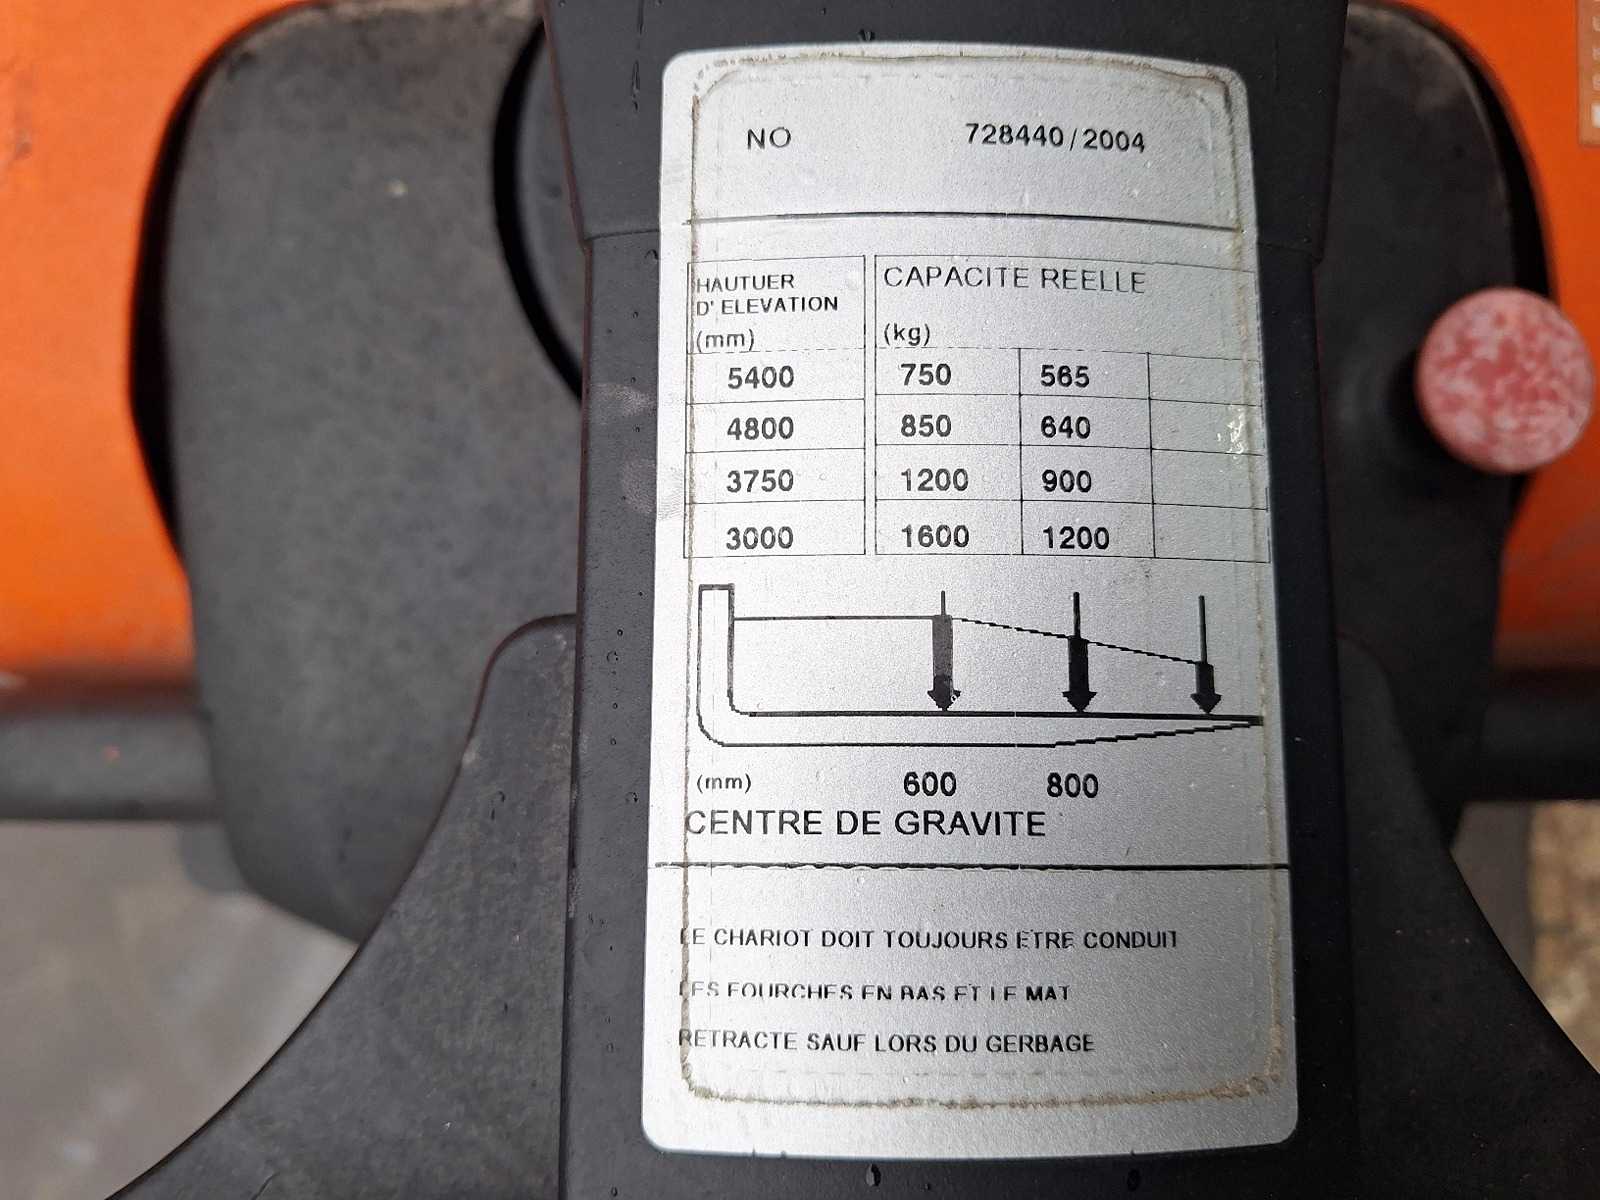 NO 728440/2004
HAUTUER
D' ELEVATION
(mm)
CAPACITE REELLE
(kg)
5400 750 565
4800 850 640
3750 1200 900
3000 1600 1200
(mm) 600 800
CENTRE DE GRAVITE
LE CHARIOT DOIT TOUJOURS ETRE CONDUIT
LES FOURCHES EN BAS ET LE MAT
RETRACTE SAUF LORS DU GERBAGE